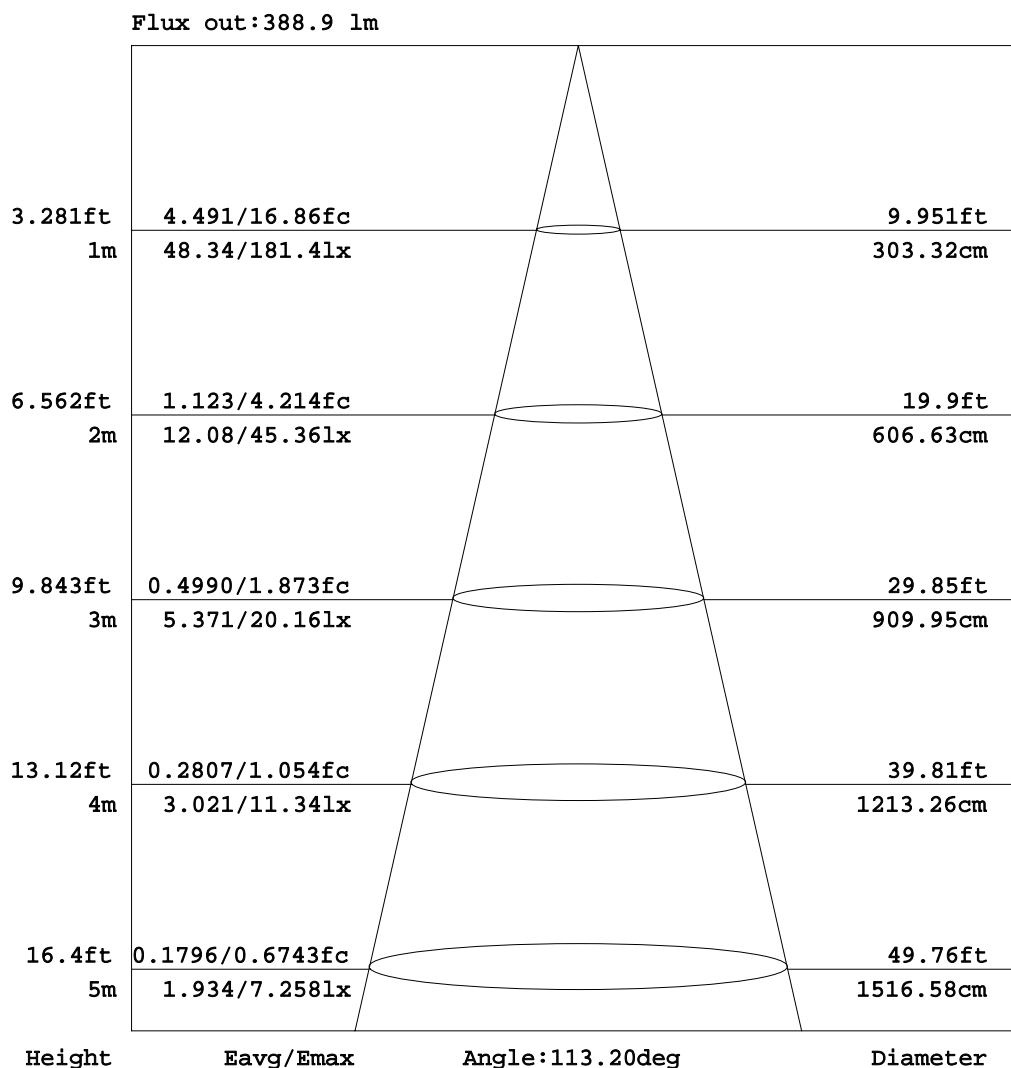 Flux out:388.9 lm
3.281ft 4.491/16.86fc 9.951ft
1m 48.34/181.4lx 303.32cm
6.562ft 1.123/4.214fc 19.9ft
2m 12.08/45.36lx 606.63cm
9.843ft 0.4990/1.873fc 29.85ft
3m 5.371/20.16lx 909.95cm
13.12ft 0.2807/1.054fc 39.81ft
4m 3.021/11.34lx 1213.26cm
16.4ft 0.1796/0.6743fc 49.76ft
5m 1.934/7.258lx 1516.58cm
Height Eavg/Emax Angle:113.20deg Diameter